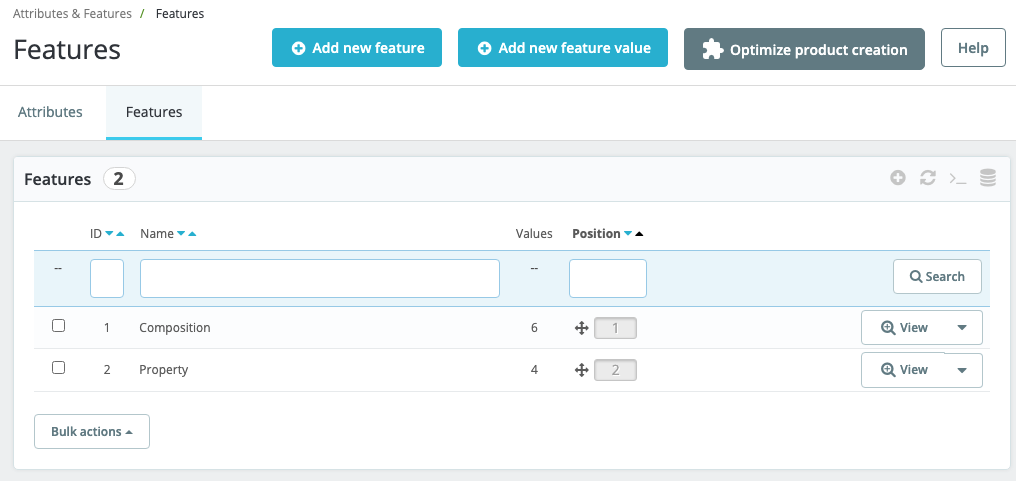 Attributes & Features / Features
Features
Add new feature
Add new feature value
Optimize product creation
Help
Attributes
Features
Features 2
ID Name Values Position
-- -- Search
1 Composition 6 1 View
2 Property 4 2 View
Bulk actions